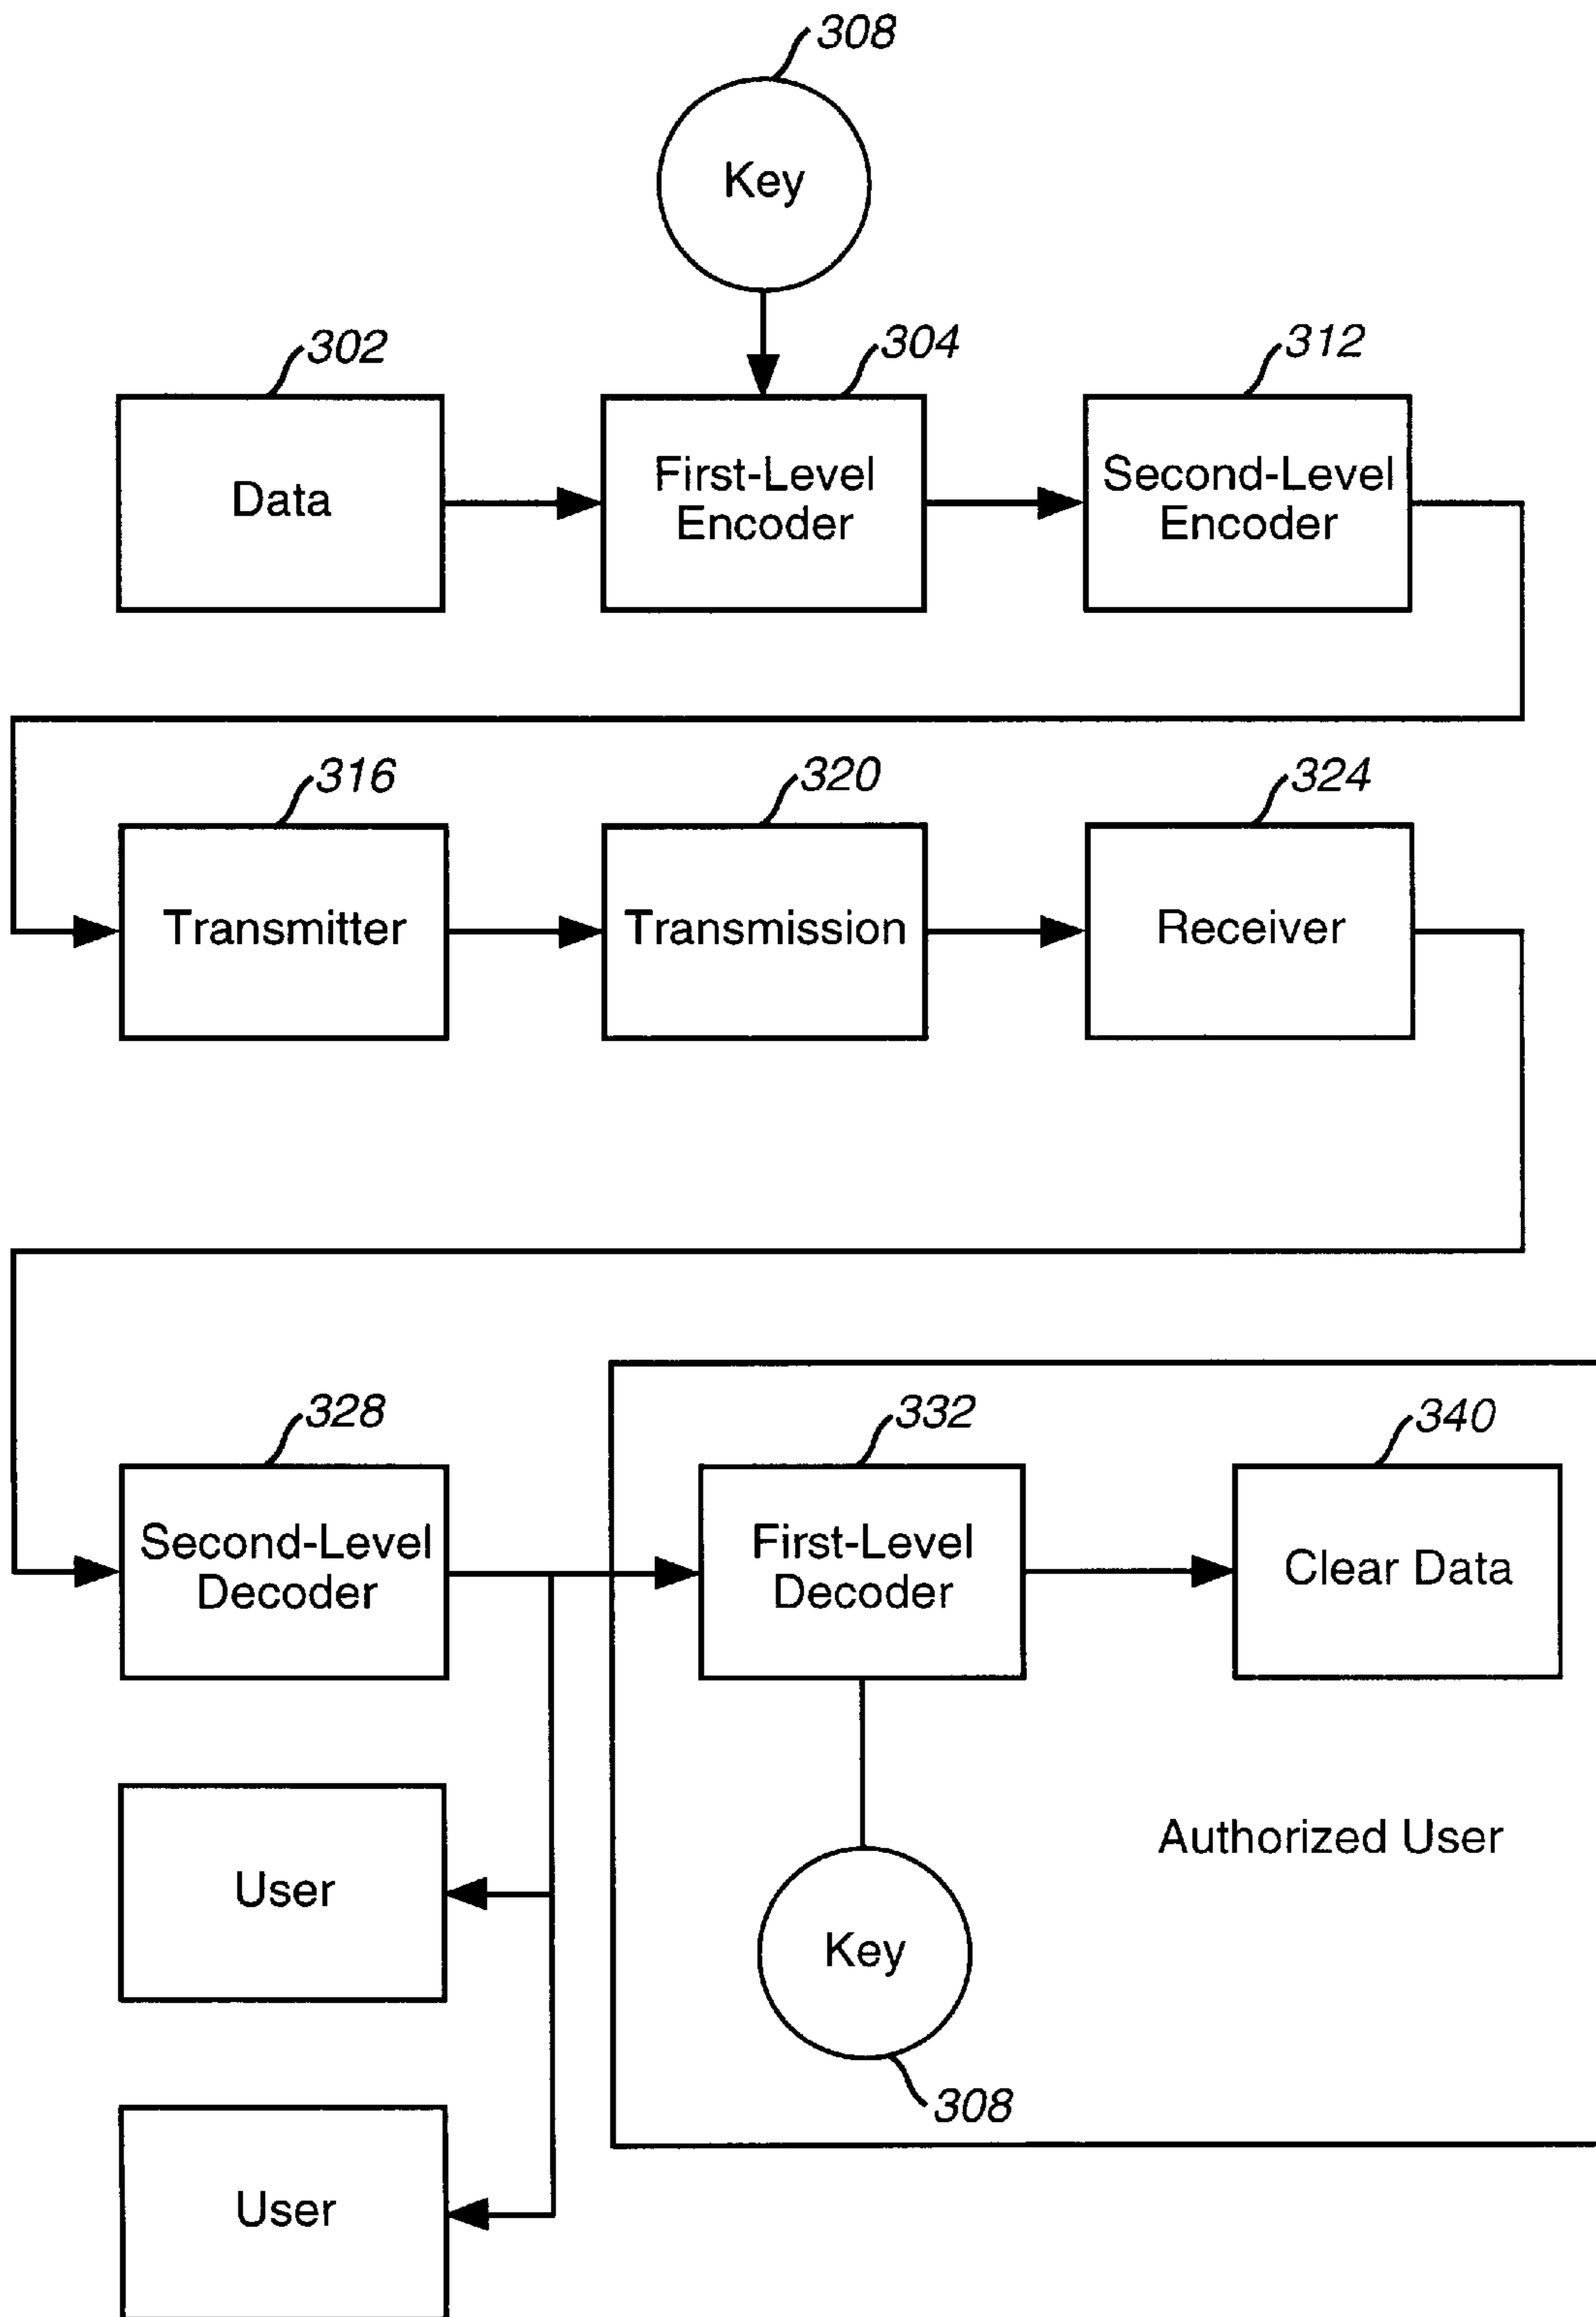 308
Key
302
304
312
Data
First-Level
Encoder
Second-Level
Encoder
316
320
324
Transmitter
Transmission
Receiver
328
332
340
Second-Level
Decoder
First-Level
Decoder
Clear Data
Authorized User
User
Key
308
User